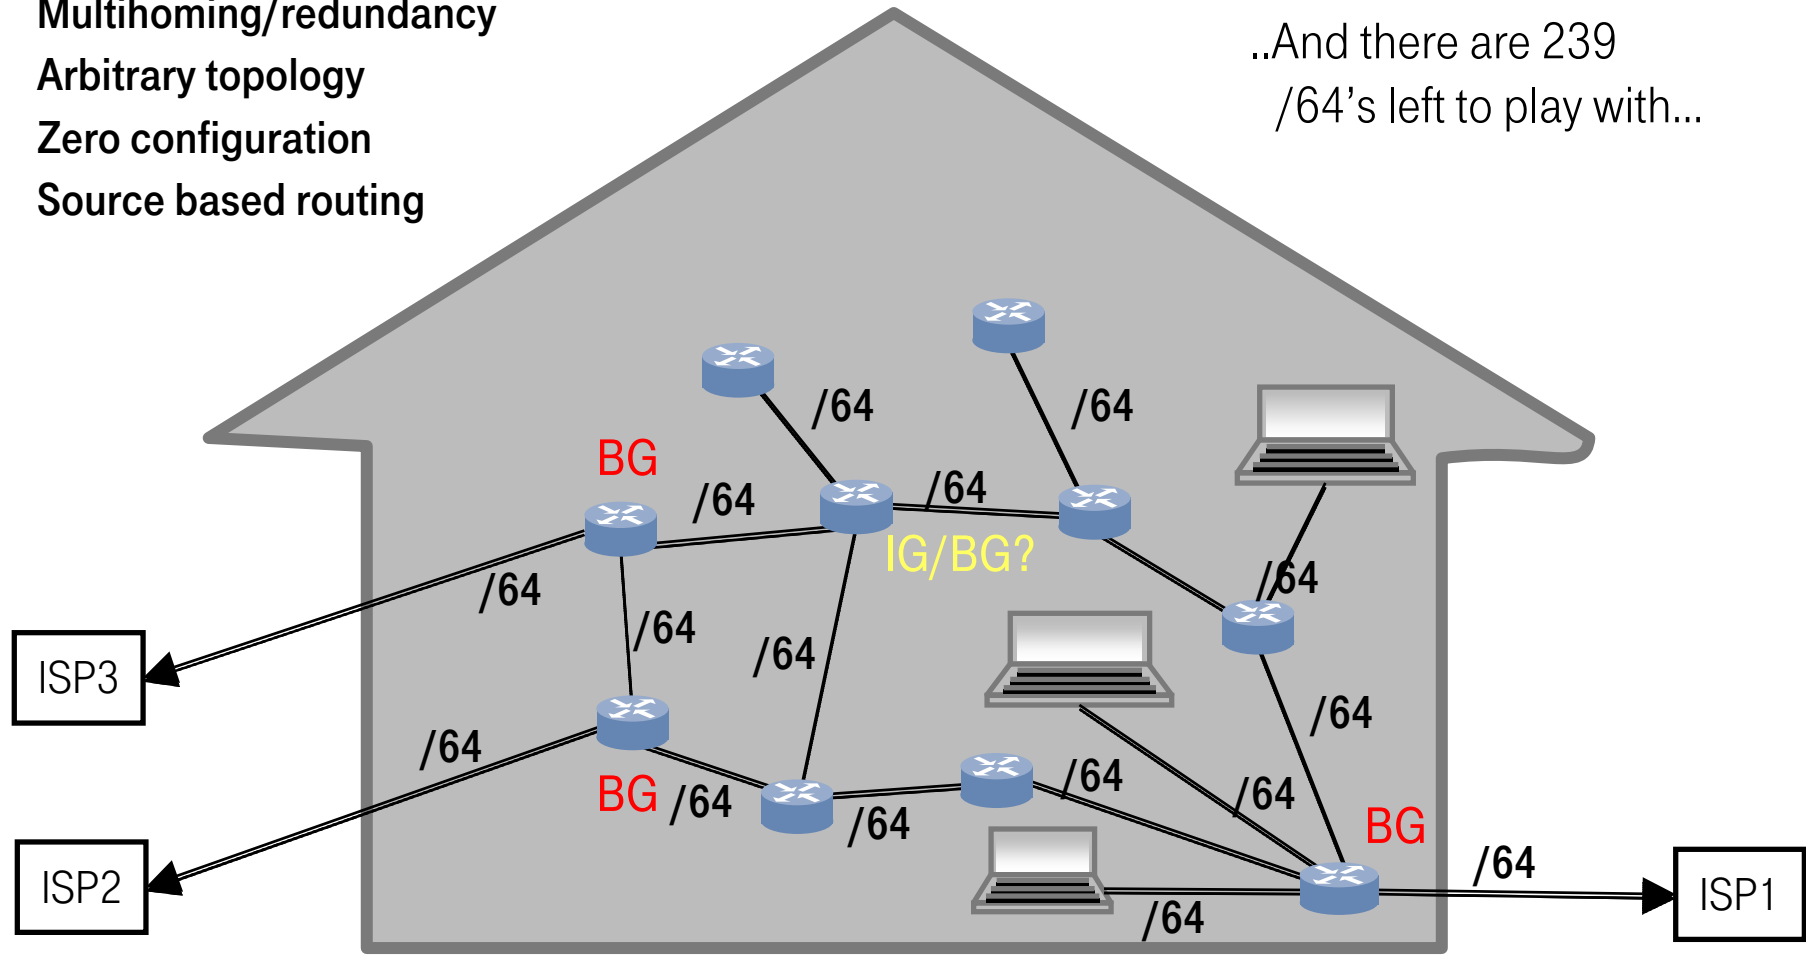 Multihoming/redundancy
Arbitrary topology
Zero configuration
Source based routing
..And there are 239
/64's left to play with...
/64
/64
BG
/64
/64
IG/BG?
/64
/64
/64
/64
ISP3
/64
/64
BG
/64
/64
/64
/64
BG
ISP2
/64
/64
ISP1